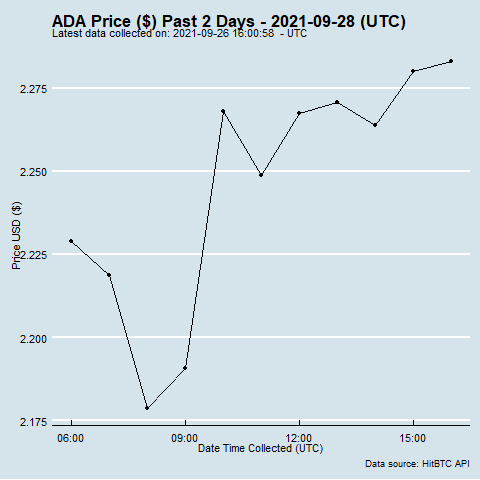 ADA Price ($) Past 2 Days - 2021-09-28 (UTC)
Latest data collected on: 2021-09-26 16:00:58 - UTC
2.275
2.250
2.225
2.200
2.175
Price USD ($)
06:00 09:00 12:00 15:00
Date Time Collected (UTC)
Data source: HitBTC API